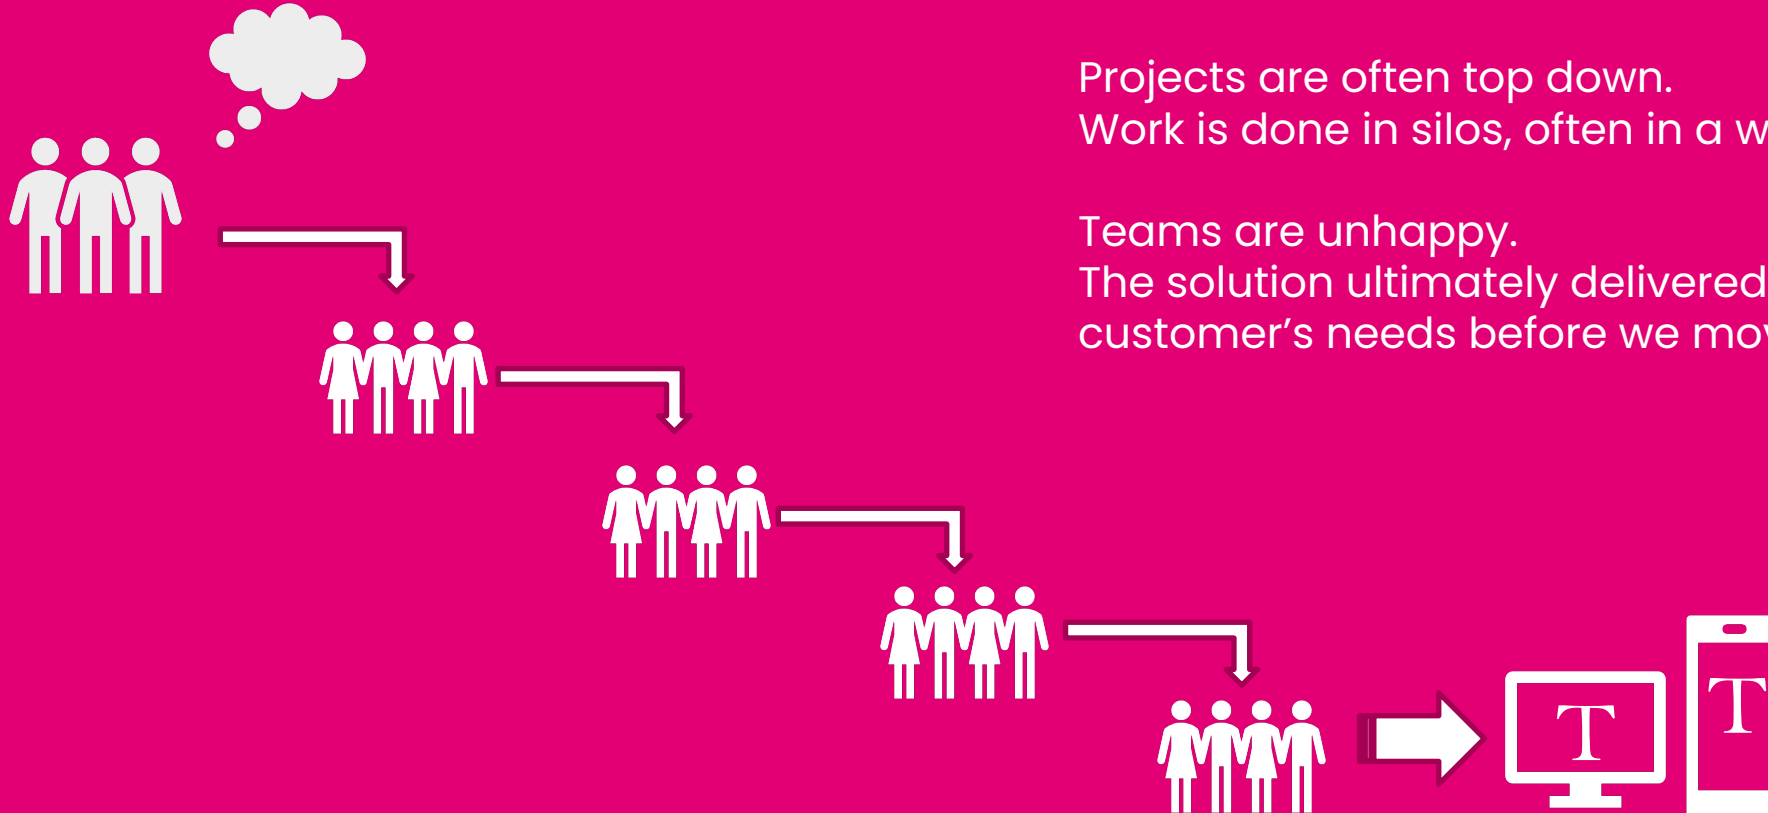 Projects are often top down.
Work is done in silos, often in a w
Teams are unhappy.
The solution ultimately delivered
customer’s needs before we mo
T
T